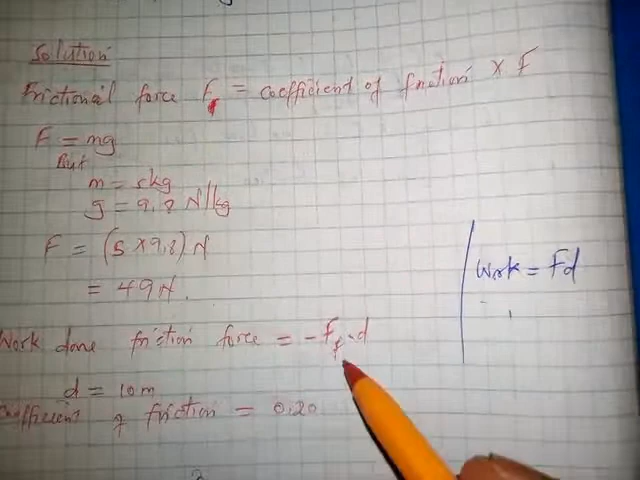 Solution
Frictional force Ff = coefficient of friction x F
F = mg
But
m = 5kg
g = 9.8 N/kg
F = (5 x 9.8) N
= 49N.
Work done friction force = -Ff.d
d = 10m
Coefficient of friction = 0.20
Work = Fd